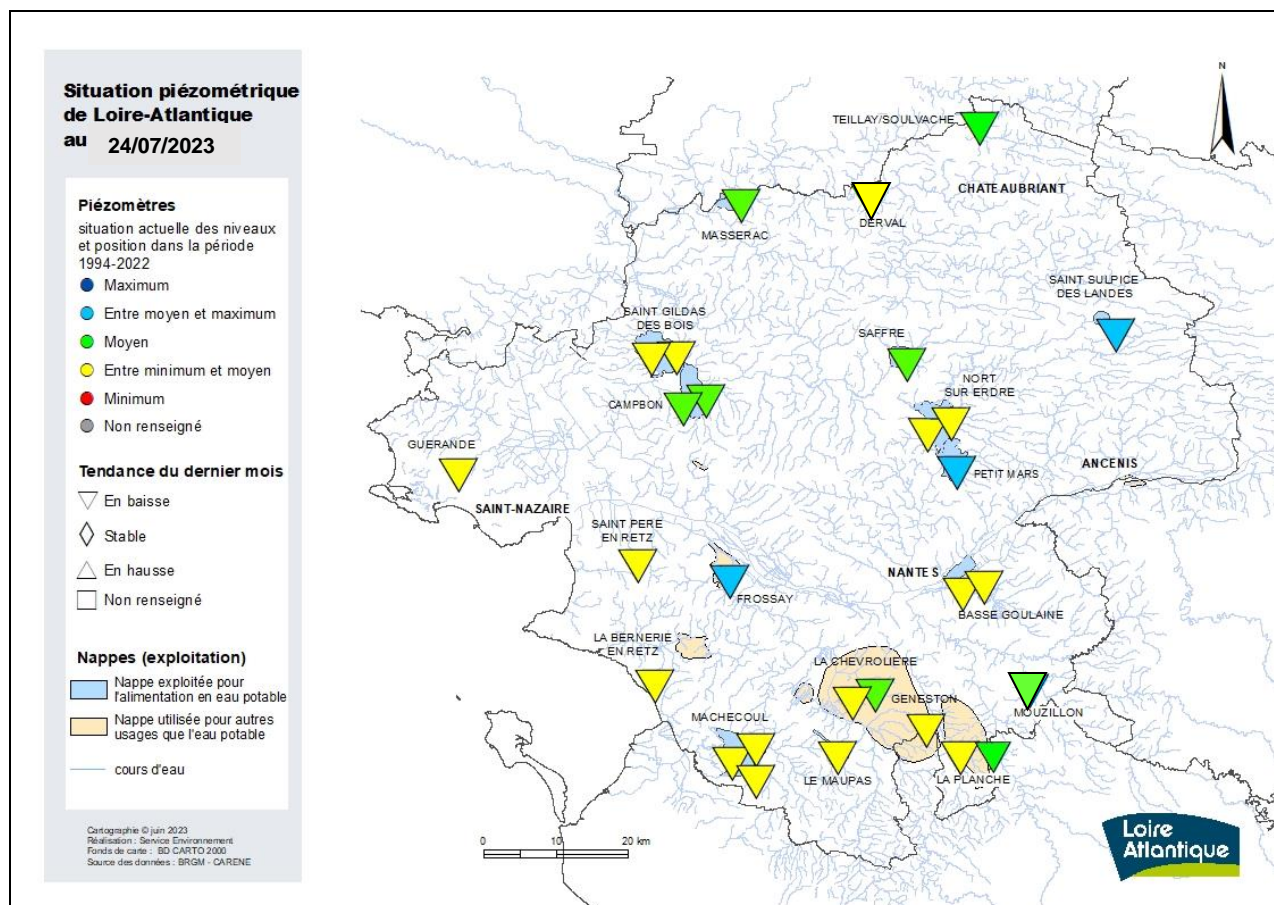 Situation piézométrique
de Loire-Atlantique
au 24/07/2023
Piézomètres
situation actuelle des niveaux
et position dans la période
1994-2022
Maximum
Entre moyen et maximum
Moyen
Entre minimum et moyen
Minimum
Non renseigné
Tendance du dernier mois
En baisse
Stable
En hausse
Non renseigné
Nappes (exploitation)
Nappe exploitée pour
l'alimentation en eau potable
Nappe utilisée pour autres
usages que l'eau potable
cours d'eau
Cartographie © juin 2023
Réalisation : Service Environnement
Fonds de carte : BD CARTO 2000
Source des données : BRGM - CARENE
N
TEILLAY/SOULVACHE
CHATEAUBRIANT
DERVAL
MASSERAC
SAINT SULPICE
DES LANDES
SAINT GILDAS
DES BOIS
SAFFRE
NORT
SUR ERDRE
CAMPBON
GUERANDE
PETIT MARS
ANCENIS
SAINT-NAZAIRE
SAINT PERE
EN RETZ
NANTES
FROSSAY
BASSE GOULAINE
LA BERNERIE
EN RETZ
LA CHEVROLIERE
GENESTON
MOUZILLON
MACHECOUL
LE MAUPAS
LA PLANCHE
0 10 20 km
Loire
Atlantique